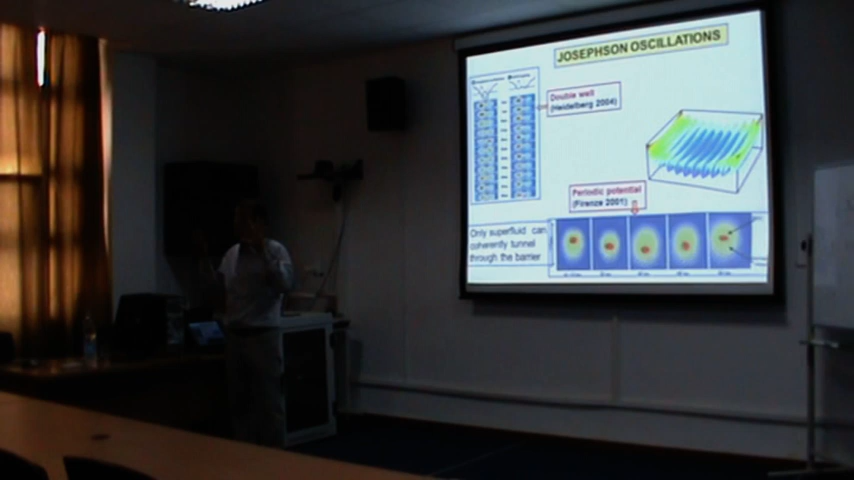 JOSEPHSON OSCILLATIONS
Double well
(Heidelberg 2004)
Periodic potential
(Firenze 2001)
Only superfluid can
coherently tunnel
through the barrier